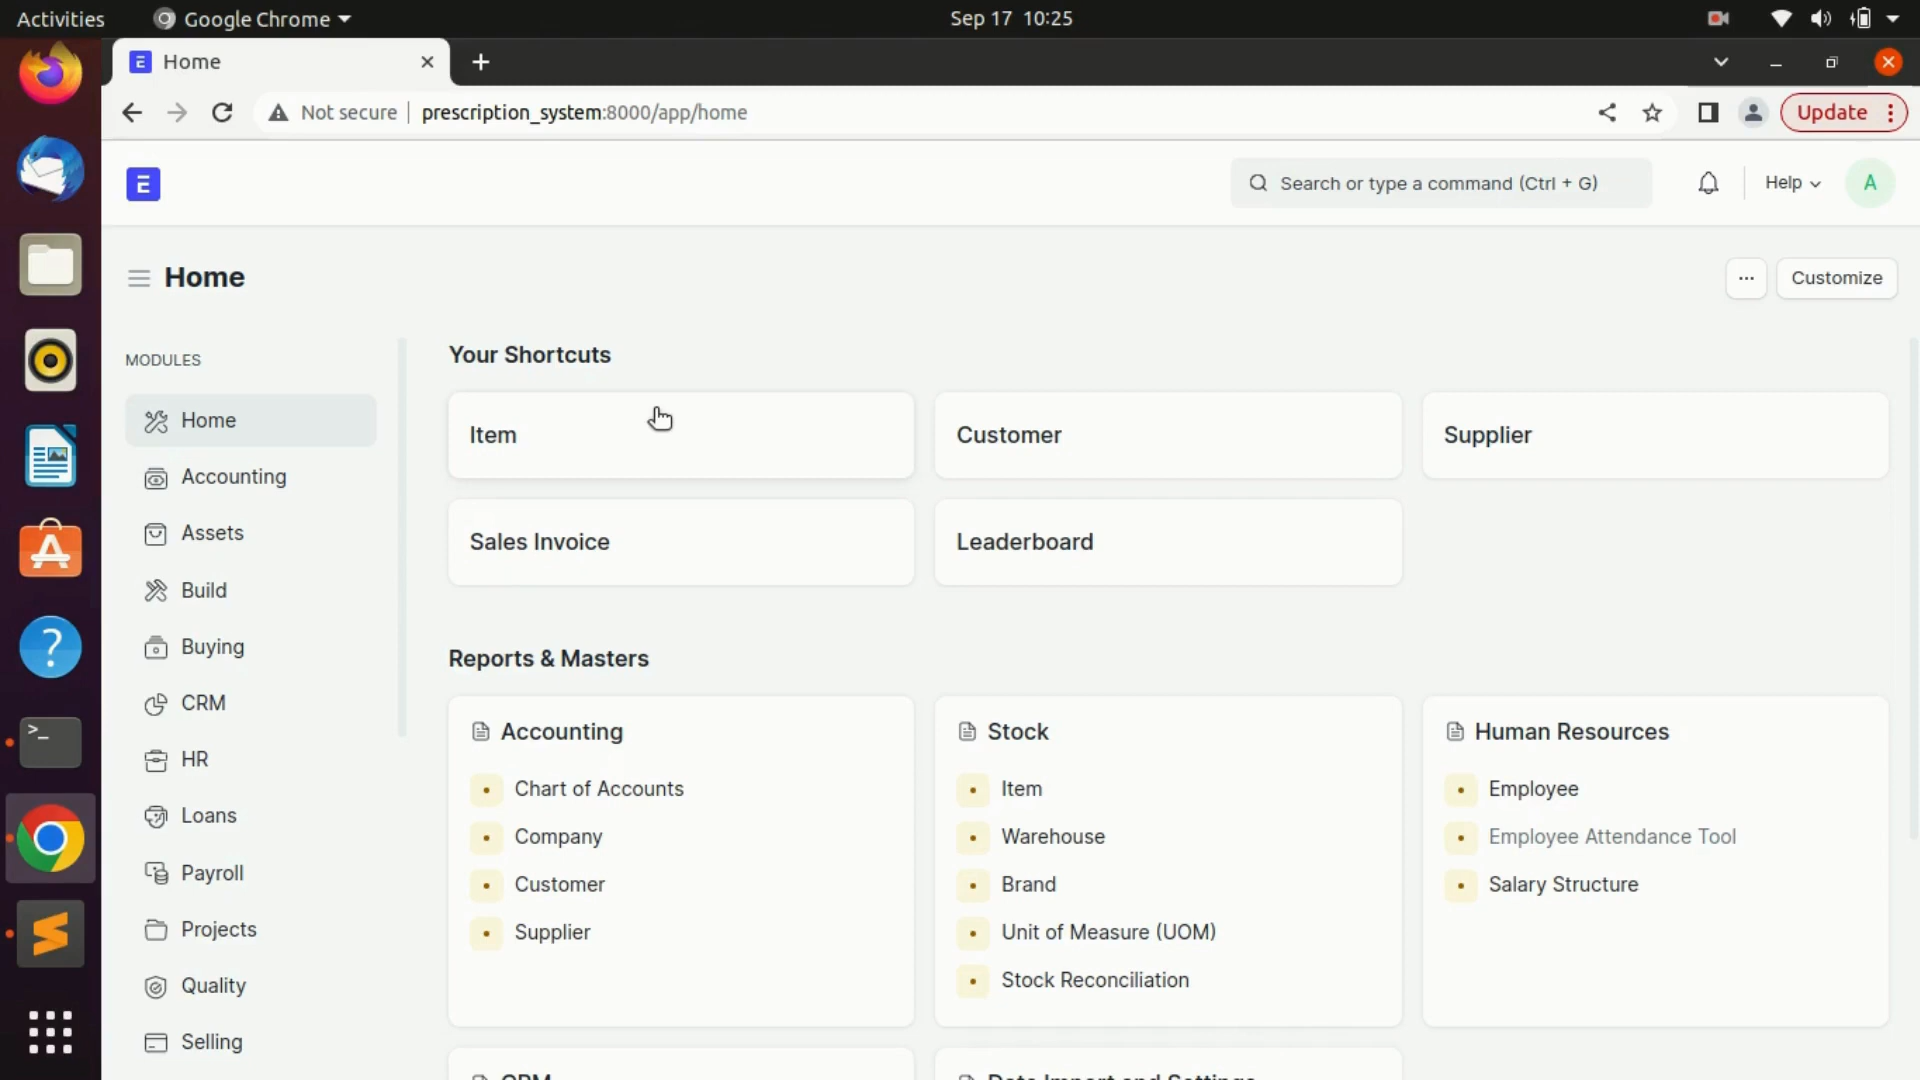 Activities
Google Chrome
Sep 17 10:25
E Home
Not secure
prescription_system:8000/app/home
Update
E
Search or type a command (Ctrl + G)
Help
A
Home
Customize
MODULES
Home
Accounting
Assets
Build
Buying
CRM
HR
Loans
Payroll
Projects
Quality
Selling
Your Shortcuts
Item
Customer
Supplier
Sales Invoice
Leaderboard
Reports & Masters
Accounting
Chart of Accounts
Company
Customer
Supplier
Stock
Item
Warehouse
Brand
Unit of Measure (UOM)
Stock Reconciliation
Human Resources
Employee
Employee Attendance Tool
Salary Structure
CRM
Data Import and Settings